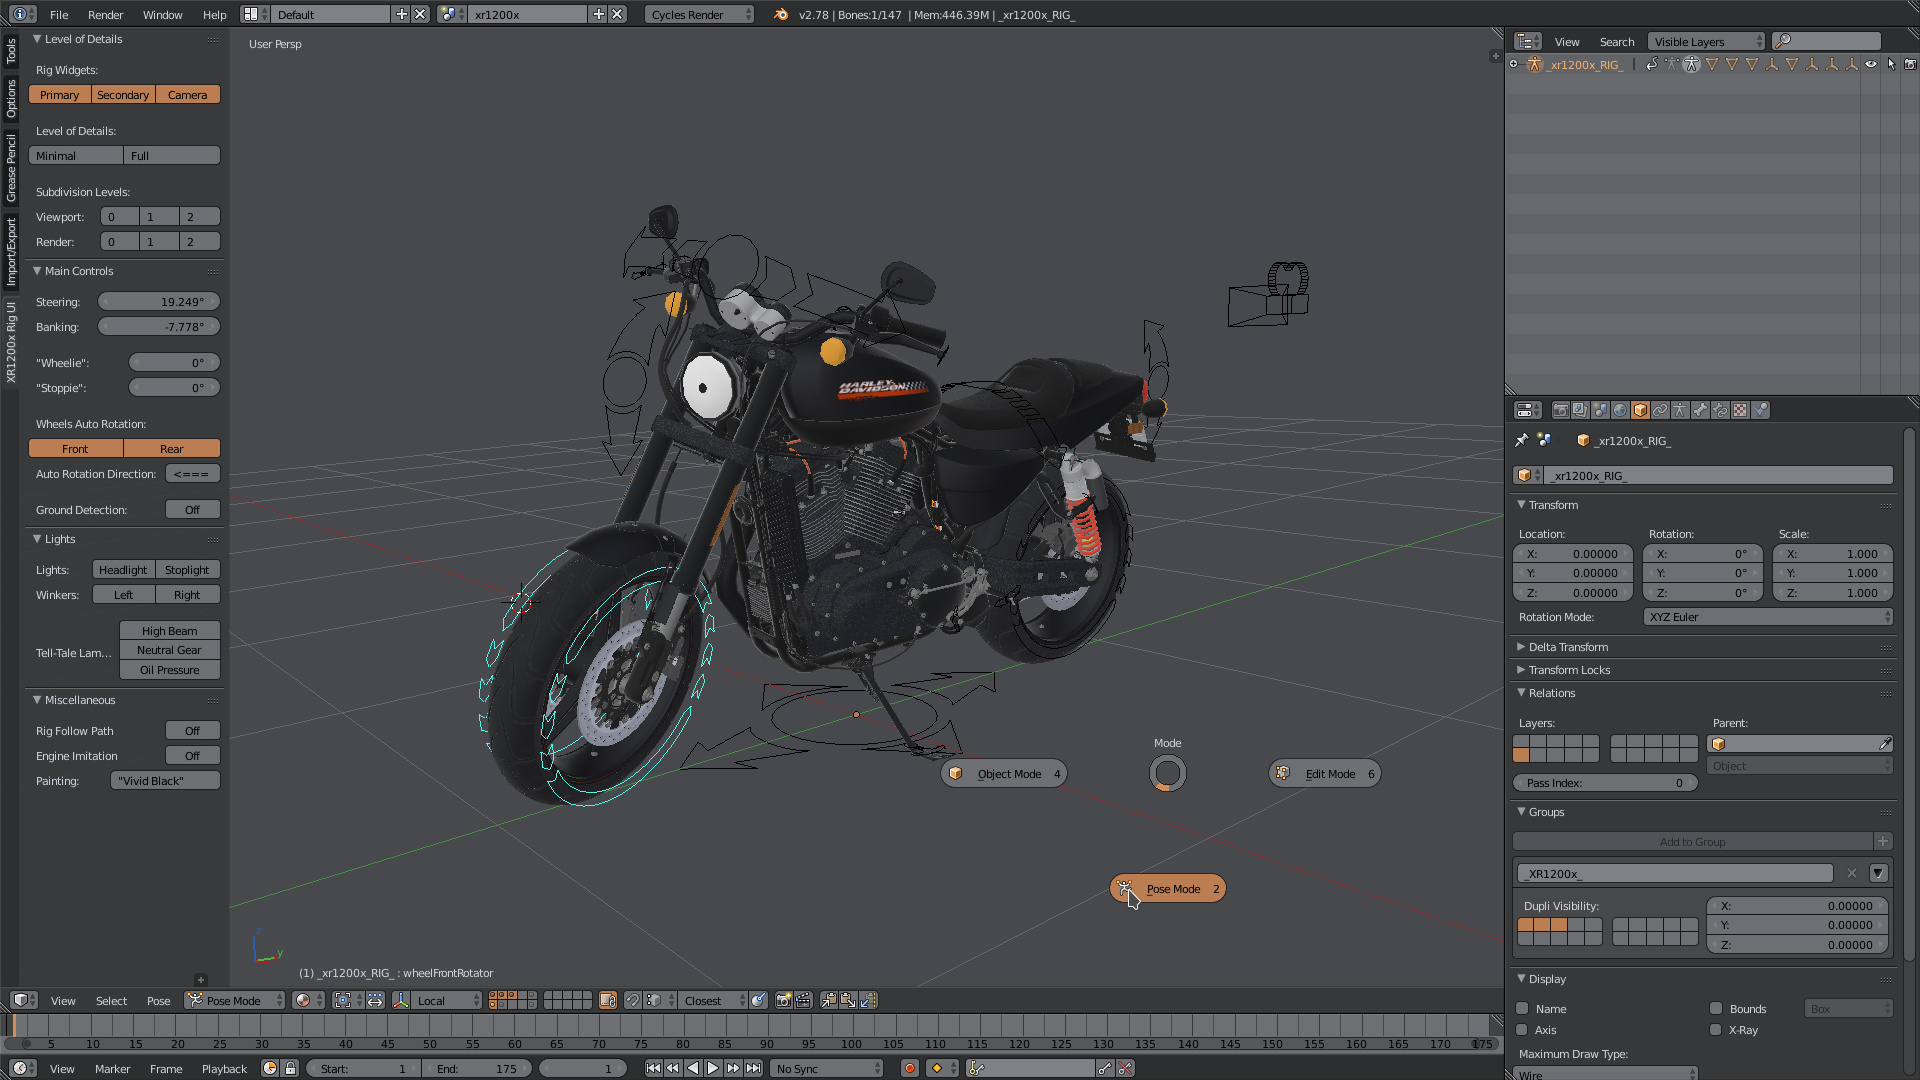 File Render Window Help Default xr1200x Cycles Render v2.78 | Bones:1/147 | Mem:446.39M | _xr1200x_RIG_
Tools
Options
Grease Pencil
Import/Export
XR1200x Rig UI
Level of Details
Rig Widgets:
Primary Secondary Camera
Level of Details:
Minimal Full
Subdivision Levels:
Viewport: 0 1 2
Render: 0 1 2
Main Controls
Steering: 19.249°
Banking: -7.778°
"Wheelie": 0°
"Stoppie": 0°
Wheels Auto Rotation:
Front Rear
Auto Rotation Direction: <===
Ground Detection: Off
Lights
Lights: Headlight Stoplight
Winkers: Left Right
High Beam
Tell-Tale Lam... Neutral Gear
Oil Pressure
Miscellaneous
Rig Follow Path Off
Engine Imitation Off
Painting: "Vivid Black"
User Persp
HARLEY
DAVIDSON
Mode
Object Mode 4
Edit Mode 6
Pose Mode 2
z
y
(1) _xr1200x_RIG_ : wheelFrontRotator
View Select Pose Pose Mode Local Closest
5 10 15 20 25 30 35 40 45 50 55 60 65 70 75 80 85 90 95 100 105 110 115 120 125 130 135 140 145 150 155 160 165 170 175
View Marker Frame Playback Start: 1 End: 175 1 No Sync
View Search Visible Layers
_xr1200x_RIG_
_xr1200x_RIG_
_xr1200x_RIG_
Transform
Location: Rotation: Scale:
X: 0.00000 X: 0° X: 1.000
Y: 0.00000 Y: 0° Y: 1.000
Z: 0.00000 Z: 0° Z: 1.000
Rotation Mode: XYZ Euler
Delta Transform
Transform Locks
Relations
Layers: Parent:
Object
Pass Index: 0
Groups
Add to Group
_XR1200x_
Dupli Visibility:
X: 0.00000
Y: 0.00000
Z: 0.00000
Display
Name Bounds Box
Axis X-Ray
Maximum Draw Type:
Wire